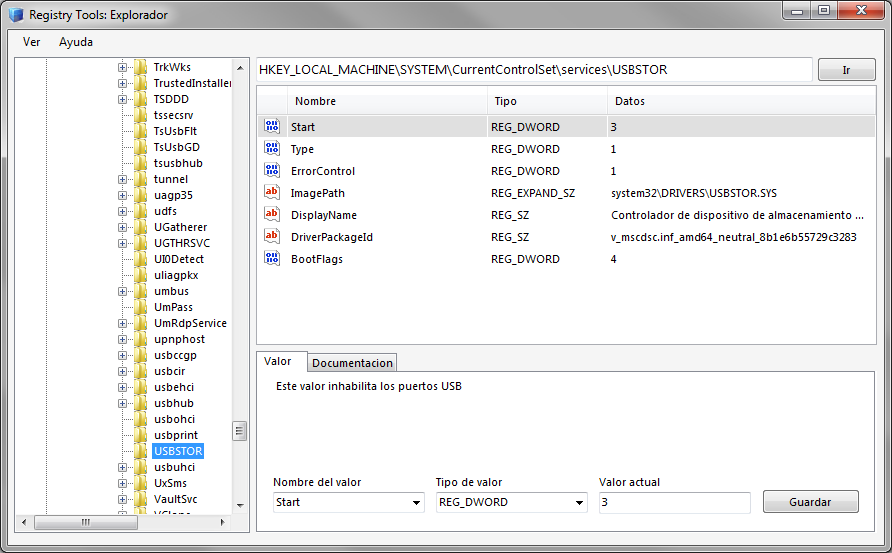 Registry Tools: Explorador
Ver Ayuda
TrkWks
TrustedInstaller
TSDDD
tssecsrv
TsUsbFlt
TsUsbGD
tsusbhub
tunnel
uagp35
udfs
UGatherer
UGTHRSVC
UI0Detect
uliagpkx
umbus
UmPass
UmRdpService
upnphost
usbccgp
usbcir
usbehci
usbhub
usbohci
usbprint
USBSTOR
usbuhci
UxSms
VaultSvc
HKEY_LOCAL_MACHINE\SYSTEM\CurrentControlSet\services\USBSTOR Ir
Nombre Tipo Datos
Start REG_DWORD 3
Type REG_DWORD 1
ErrorControl REG_DWORD 1
ImagePath REG_EXPAND_SZ system32\DRIVERS\USBSTOR.SYS
DisplayName REG_SZ Controlador de dispositivo de almacenamiento ...
DriverPackageId REG_SZ v_mscdsc.inf_amd64_neutral_8b1e6b55729c3283
BootFlags REG_DWORD 4
Valor Documentacion
Este valor inhabilita los puertos USB
Nombre del valor Tipo de valor Valor actual
Start REG_DWORD 3 Guardar